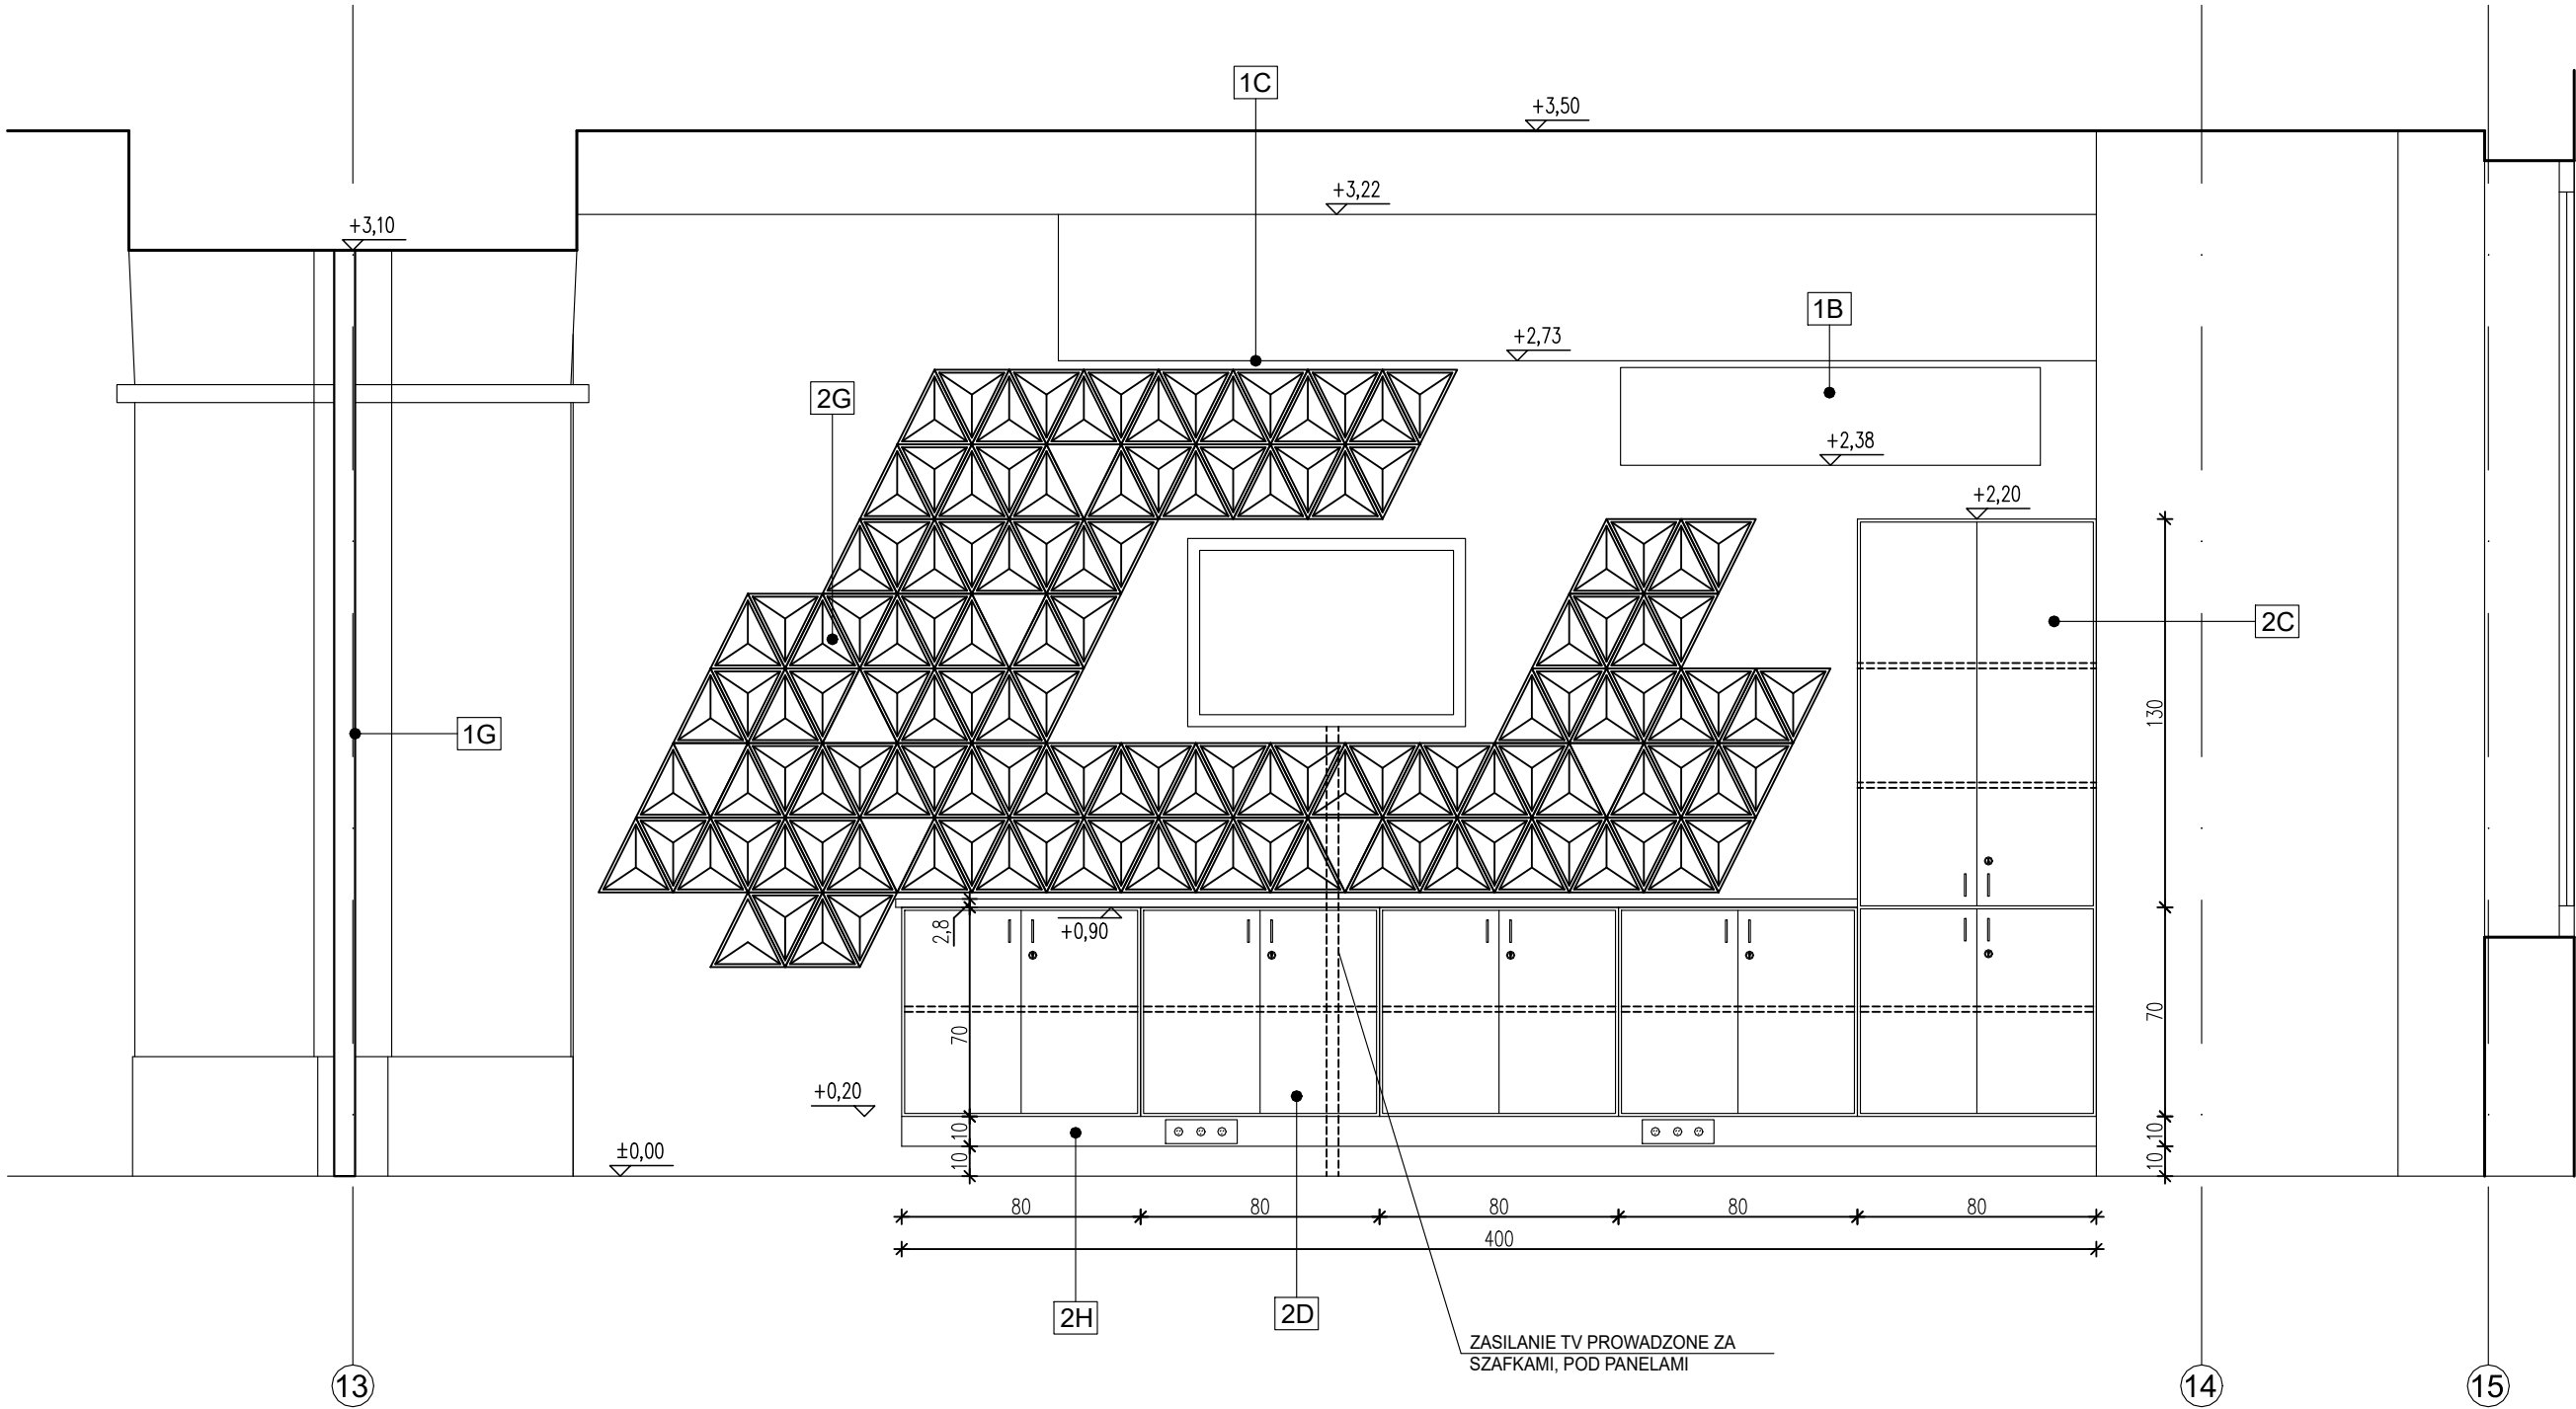 1C
+3,50
+3,22
+3,10
1B
+2,73
2G
+2,38
+2,20
2C
130
1G
2,8
+0,90
70
70
+0,20
10
10
±0,00
10
10
80
80
80
80
80
400
2H
2D
ZASILANIE TV PROWADZONE ZA
SZAFKAMI, POD PANELAMI
13
14
15